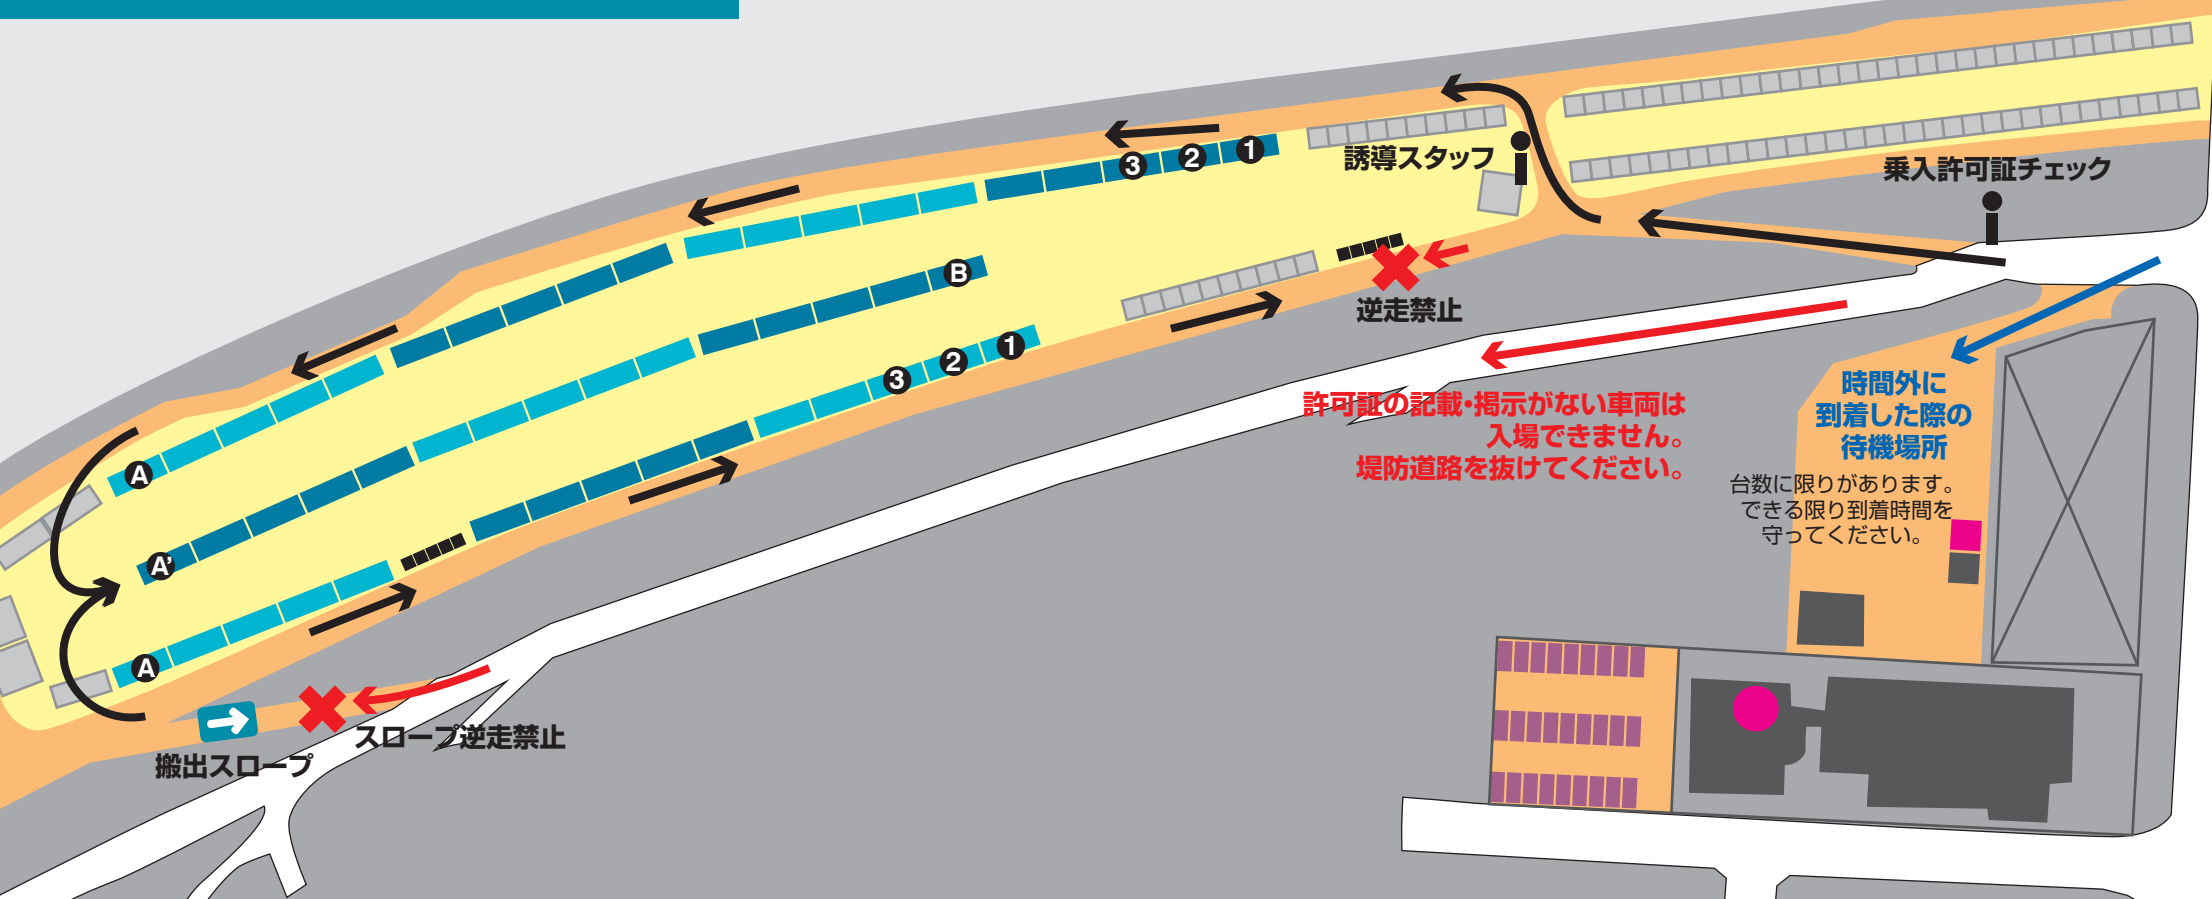 誘導スタッフ
乗入許可証チェック
1
2
3
B
逆走禁止
1
2
3
時間外に
到着した際の
待機場所
許可証の記載・掲示がない車両は
入場できません。
堤防道路を抜けてください。
台数に限りがあります。
できる限り到着時間を
守ってください。
A
A'
A
スロープ逆走禁止
搬出スロープ